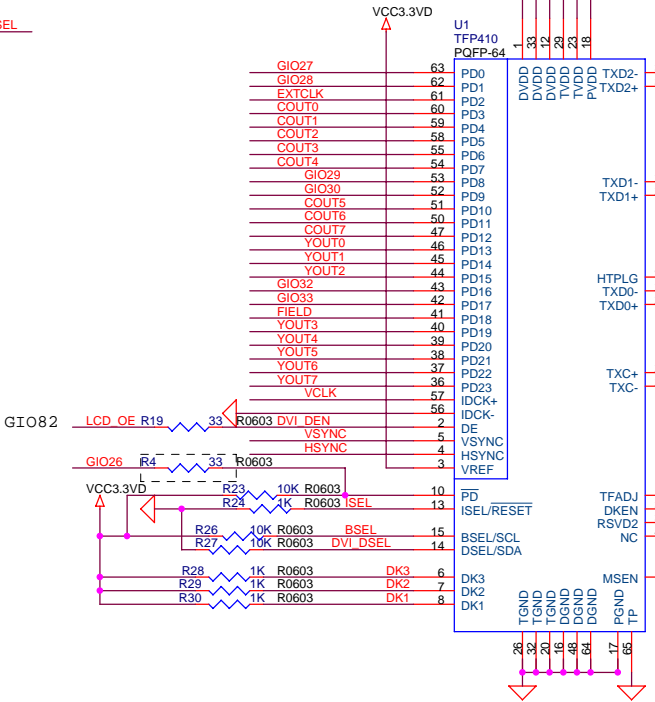 SEL
VCC3.3VD
U1
TFP410
PQFP-64
1 33 12 29 23 18
DVDD DVDD DVDD TVDD TVDD PVDD
GIO27 63 PD0 TXD2-
GIO28 62 PD1 TXD2+
EXTCLK 61 PD2
COUT0 60 PD3
COUT1 59 PD4
COUT2 58 PD5
COUT3 55 PD6
COUT4 54 PD7
GIO29 53 PD8 TXD1-
GIO30 52 PD9 TXD1+
COUT5 51 PD10
COUT6 50 PD11
COUT7 47 PD12
YOUT0 46 PD13
YOUT1 45 PD14
YOUT2 44 PD15 HTPLG
GIO32 43 PD16 TXD0-
GIO33 42 PD17 TXD0+
FIELD 41 PD18
YOUT3 40 PD19
YOUT4 39 PD20
YOUT5 38 PD21
YOUT6 37 PD22 TXC+
YOUT7 36 PD23 TXC-
VCLK 57 IDCK+
56 IDCK-
GIO82 LCD_OE R19 33 R0603 DVI_DEN 2 DE
VSYNC 5 VSYNC
HSYNC 4 HSYNC
GIO26 R4 33 R0603 3 VREF
VCC3.3VD R23 10K R0603 10 PD TFADJ
R24 1K R0603 ISEL 13 ISEL/RESET DKEN
RSVD2
R26 10K R0603 BSEL 15 BSEL/SCL NC
R27 10K R0603 DVI_DSEL 14 DSEL/SDA
R28 1K R0603 DK3 6 DK3 MSEN
R29 1K R0603 DK2 7 DK2
R30 1K R0603 DK1 8 DK1
TGND TGND TGND DGND DGND DGND PGND TP
26 32 20 16 48 64 17 65